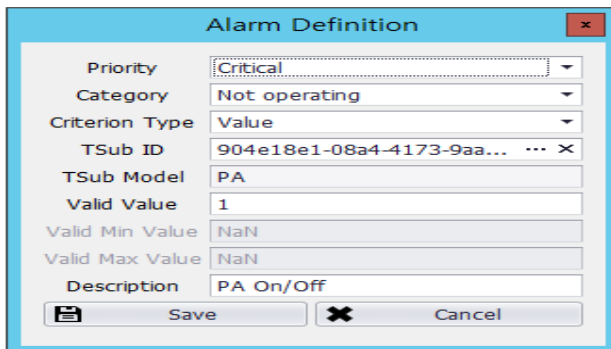 Alarm Definition
Priority Critical
Category Not operating
Criterion Type Value
TSub ID 904e18e1-08a4-4173-9aa... ... ×
TSub Model PA
Valid Value 1
Valid Min Value NaN
Valid Max Value NaN
Description PA On/Off
Save Cancel